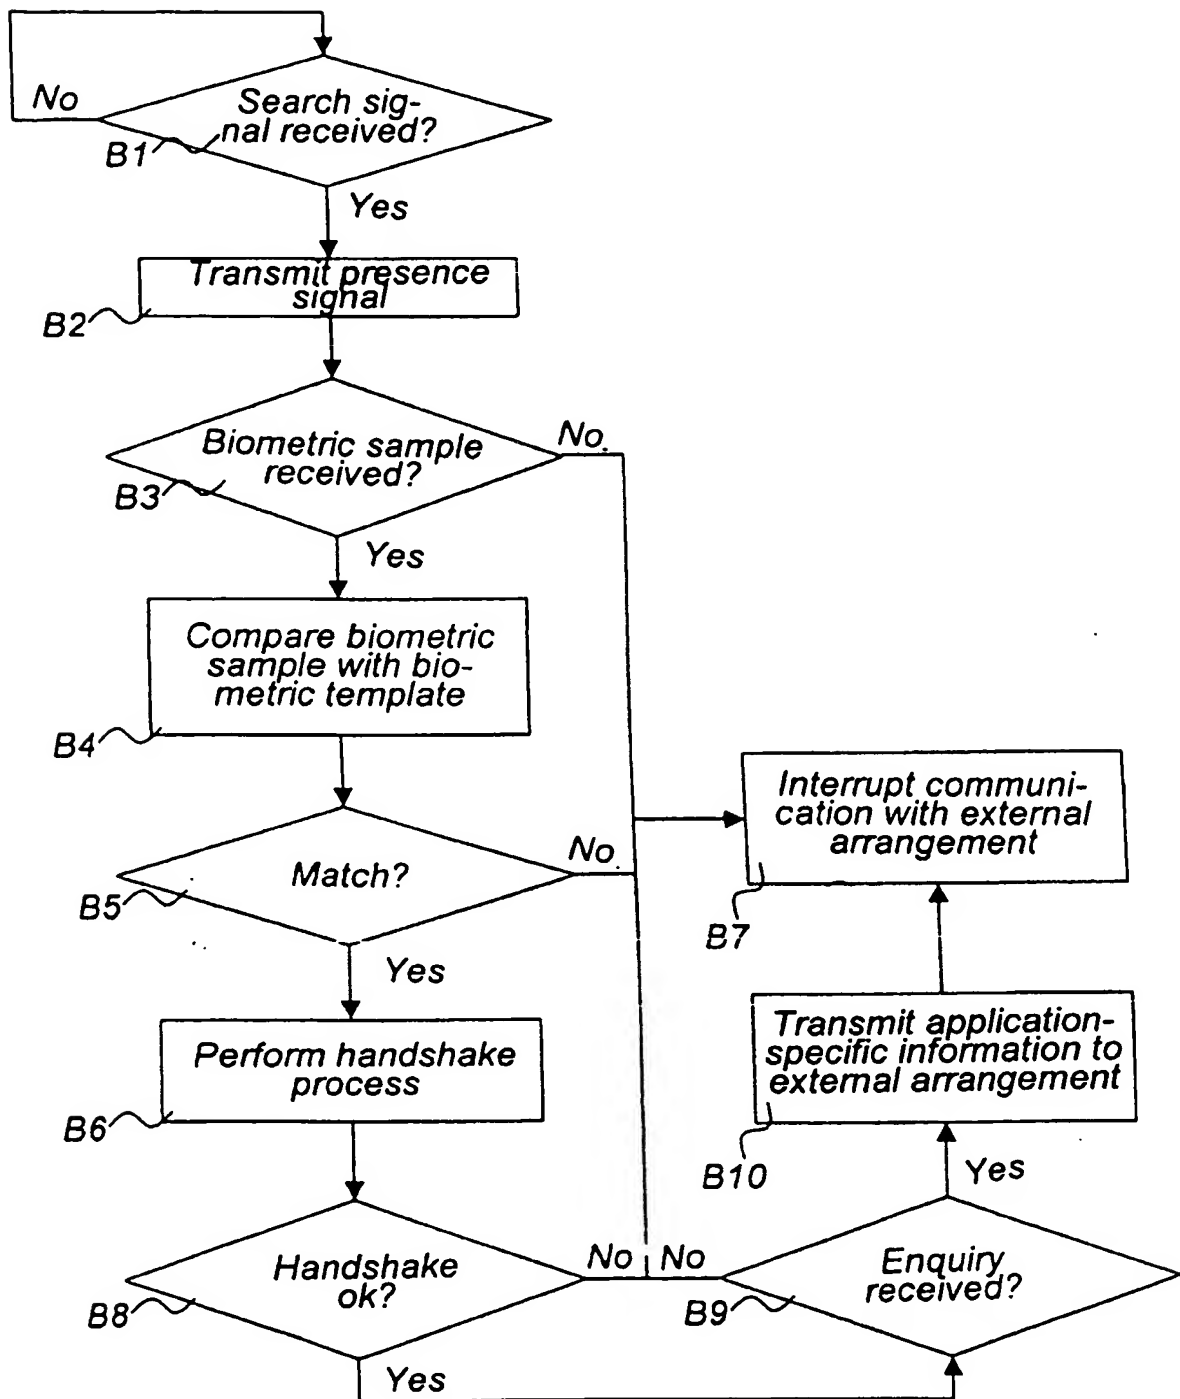 No
Search sig-
nal received?
B1
Yes
Transmit presence
signal
B2
Biometric sample
received?
No
B3
Yes
Compare biometric
sample with bio-
metric template
B4
Match?
No
B5
Yes
Perform handshake
process
B6
Handshake
ok?
No
B8
Yes
Interrupt communi-
cation with external
arrangement
B7
Transmit application-
specific information to
external arrangement
B10
Yes
No
Enquiry
received?
B9